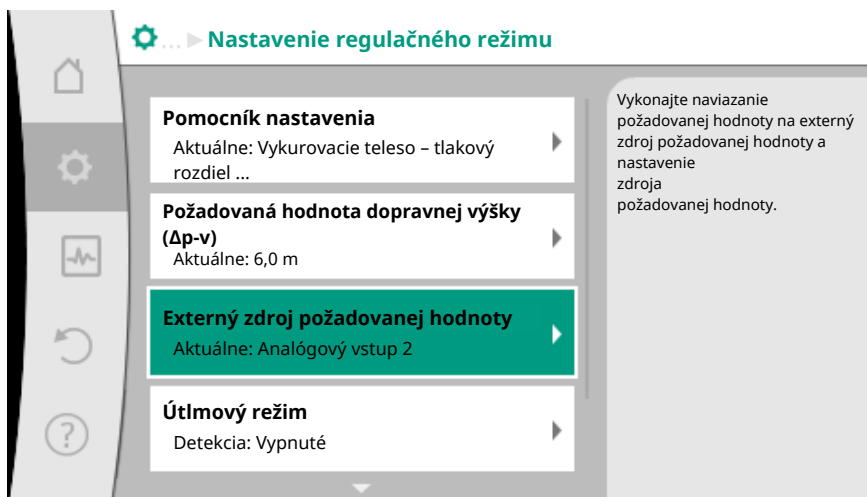 ... ▶ Nastavenie regulačného režimu
Pomocník nastavenia
Aktuálne: Vykurovacie teleso – tlakový
rozdiel ...
Požadovaná hodnota dopravnej výšky
(Δp-v)
Aktuálne: 6,0 m
Externý zdroj požadovanej hodnoty
Aktuálne: Analógový vstup 2
Útlmový režim
Detekcia: Vypnuté
Vykonajte naviazanie
požadovanej hodnoty na externý
zdroj požadovanej hodnoty a
nastavenie
zdroja
požadovanej hodnoty.
?